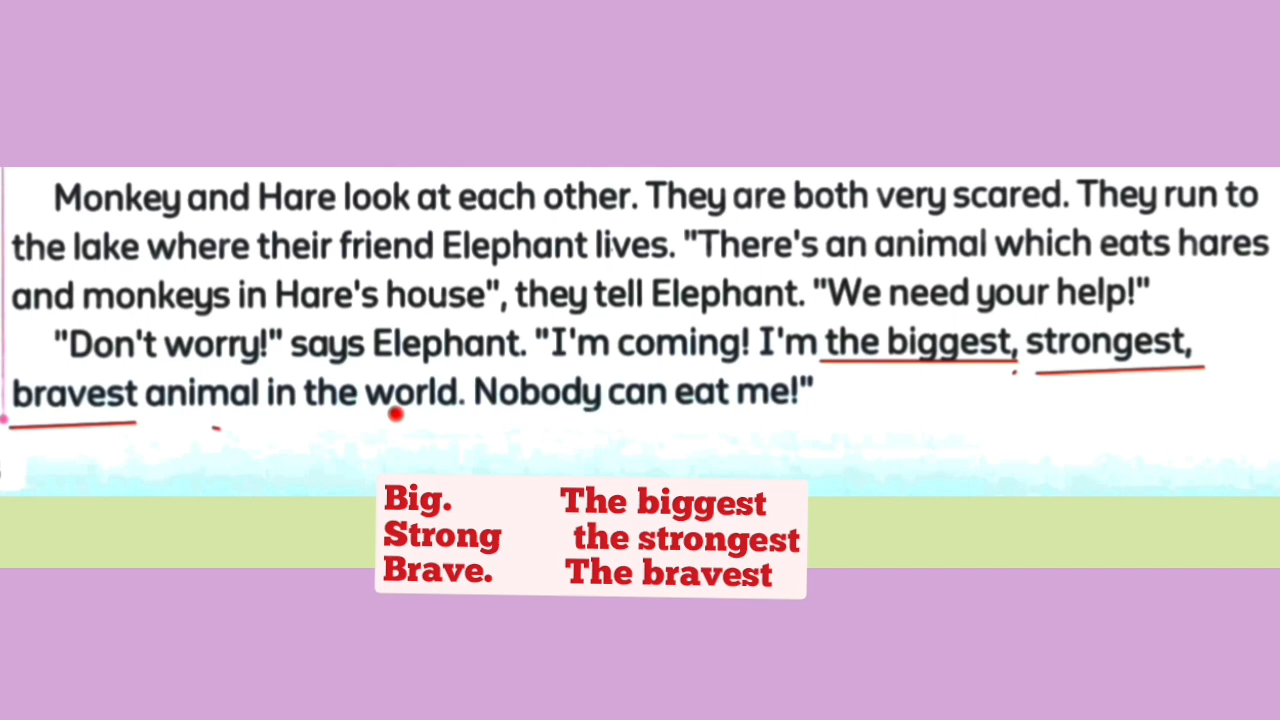 Monkey and Hare look at each other. They are both very scared. They run to
the lake where their friend Elephant lives. "There's an animal which eats hares
and monkeys in Hare's house", they tell Elephant. "We need your help!"
"Don't worry!" says Elephant. "I'm coming! I'm the biggest, strongest,
bravest animal in the world. Nobody can eat me!"
Big. The biggest
Strong the strongest
Brave. The bravest